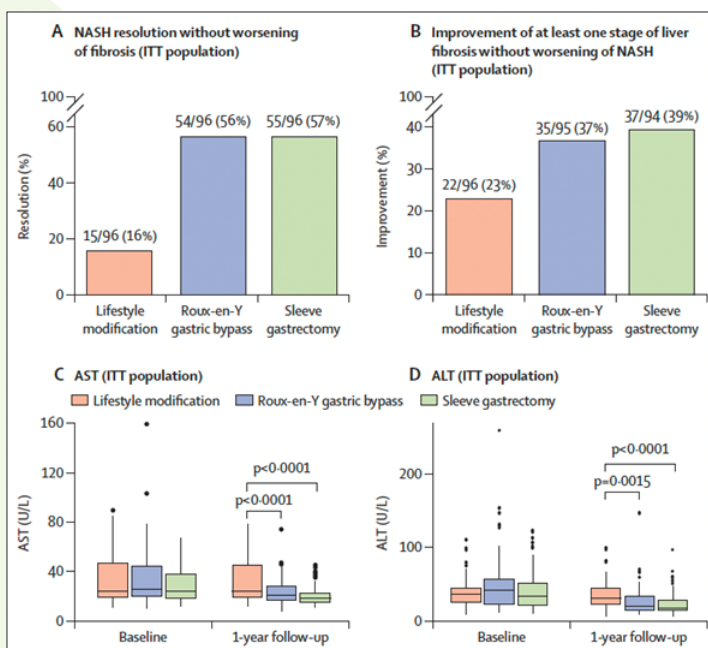 A NASH resolution without worsening
of fibrosis (ITT population)
100
60
40
20
0
Resolution (%)
15/96 (16%)
54/96 (56%)
55/96 (57%)
Lifestyle
modification
Roux-en-Y
gastric bypass
Sleeve
gastrectomy
B Improvement of at least one stage of liver
fibrosis without worsening of NASH
(ITT population)
100
40
30
20
10
0
Improvement (%)
22/96 (23%)
35/95 (37%)
37/94 (39%)
Lifestyle
modification
Roux-en-Y
gastric bypass
Sleeve
gastrectomy
C AST (ITT population)
D ALT (ITT population)
Lifestyle modification Roux-en-Y gastric bypass Sleeve gastrectomy
160
120
80
40
0
AST (U/L)
p<0·0001
p<0·0001
Baseline
1-year follow-up
200
100
0
ALT (U/L)
p<0·0001
p=0·0015
Baseline
1-year follow-up